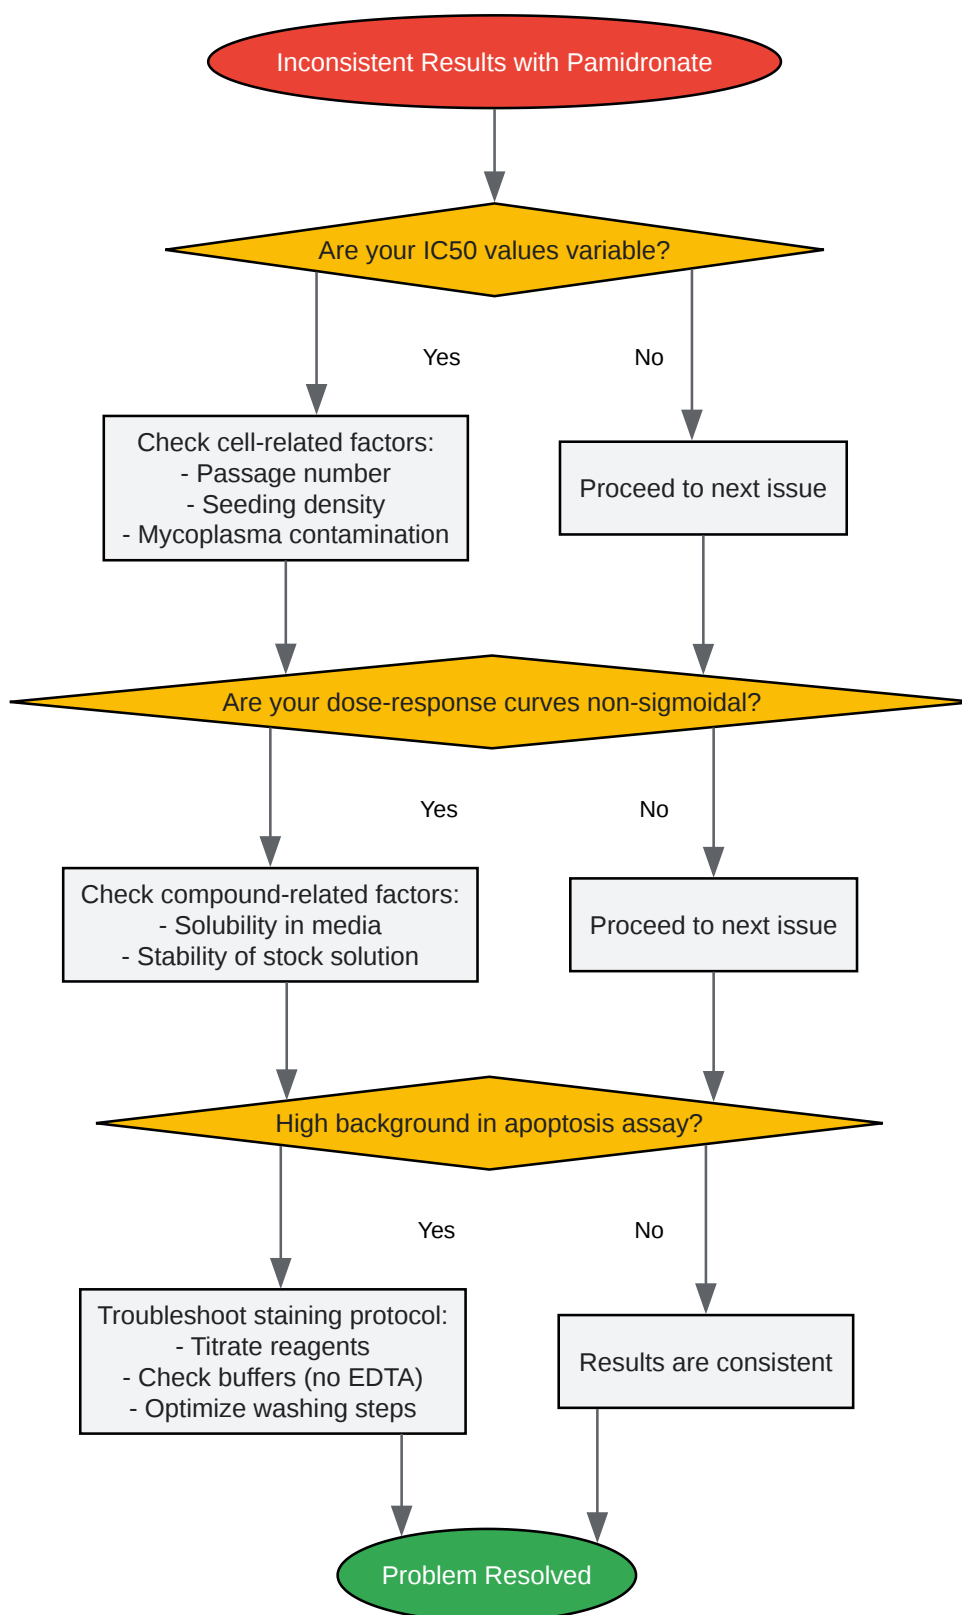 Inconsistent Results with Pamidronate
Are your IC50 values variable?
Yes
No
Check cell-related factors:
- Passage number
- Seeding density
- Mycoplasma contamination
Proceed to next issue
Are your dose-response curves non-sigmoidal?
Yes
No
Check compound-related factors:
- Solubility in media
- Stability of stock solution
Proceed to next issue
High background in apoptosis assay?
Yes
No
Troubleshoot staining protocol:
- Titrate reagents
- Check buffers (no EDTA)
- Optimize washing steps
Results are consistent
Problem Resolved